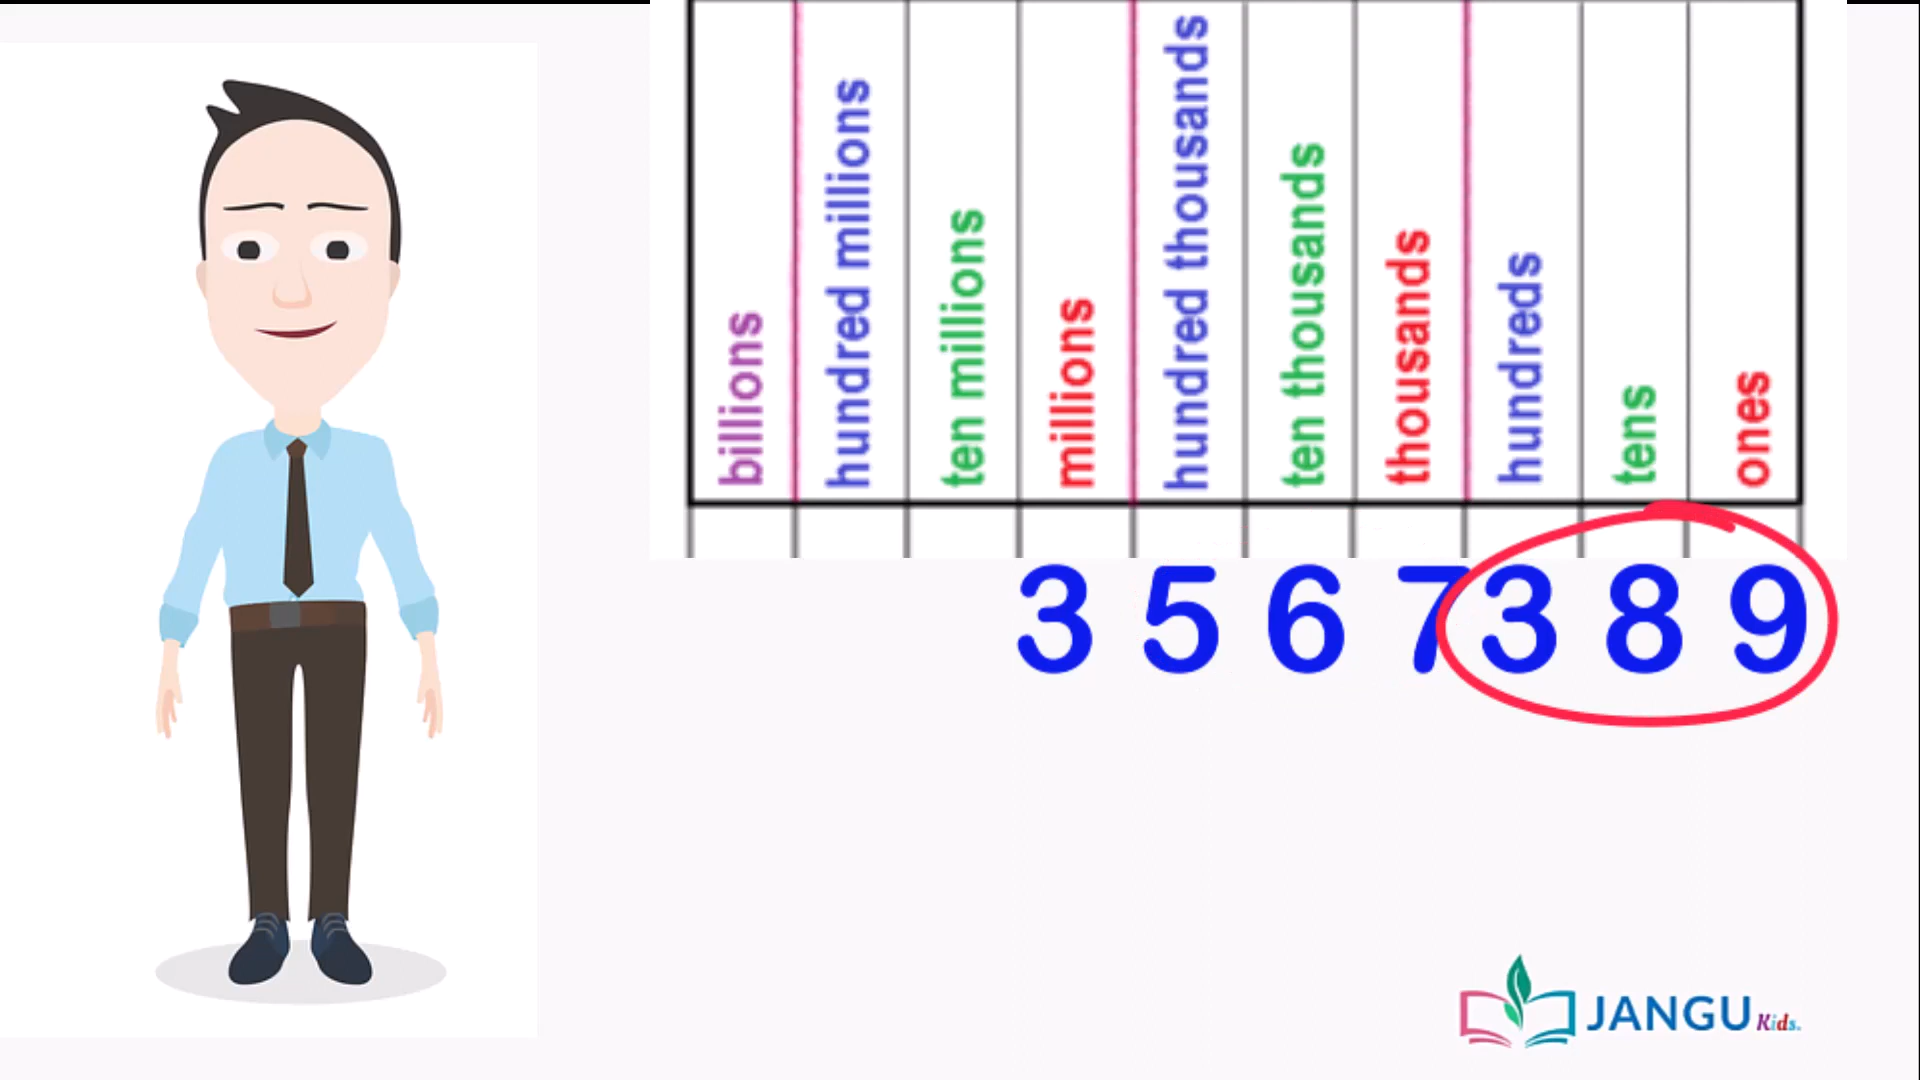 billions
hundred millions
ten millions
millions
hundred thousands
ten thousands
thousands
hundreds
tens
ones
3 5 6 7 3 8 9
JANGU Kids.